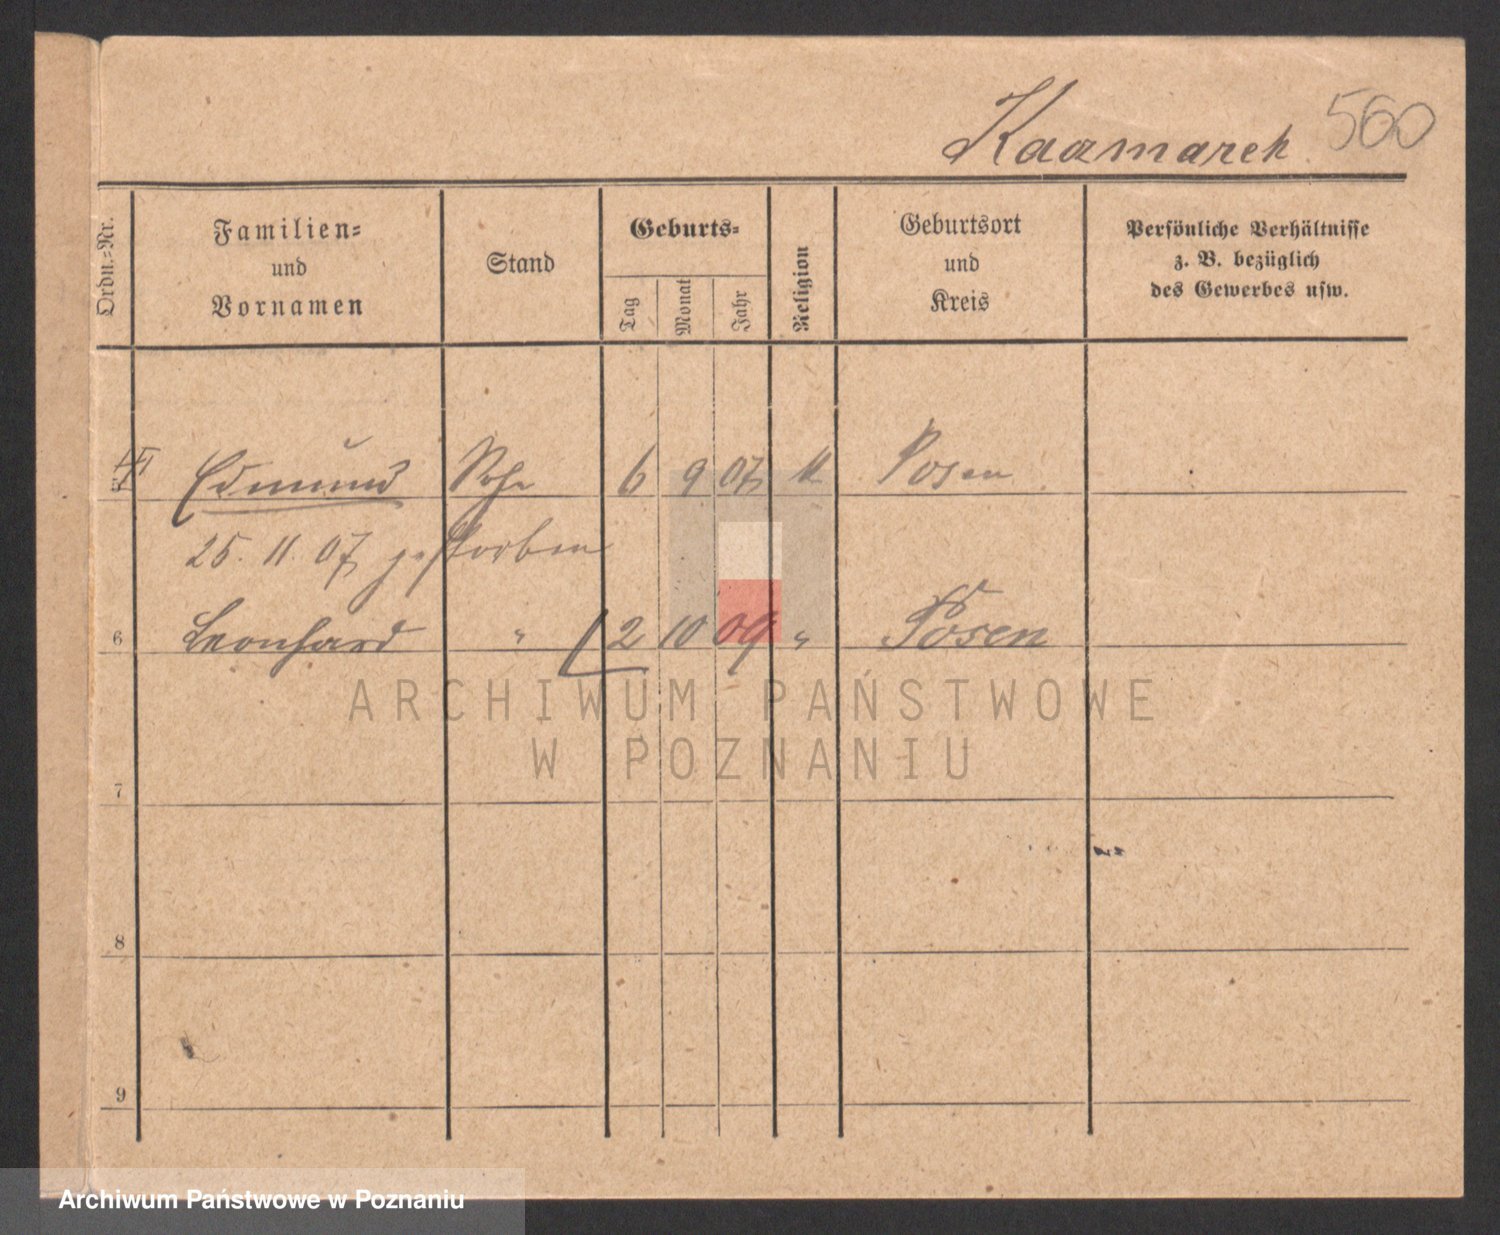 Kaczmarek 560
Ordn.-Nr.
Familien-
und
Vornamen
Stand
Geburts-
Tag
Monat
Jahr
Religion
Geburtsort
und
Kreis
Persönliche Verhältnisse
z. B. bezüglich
des Gewerbes usw.
Edmund Sohn 6 9 07 k Posen
25. 11. 07 gestorben
6 Leonhard " 2 10 09 " Posen
ARCHIWUM PAŃSTWOWE
W POZNANIU
7
8
9
Archiwum Państwowe w Poznaniu